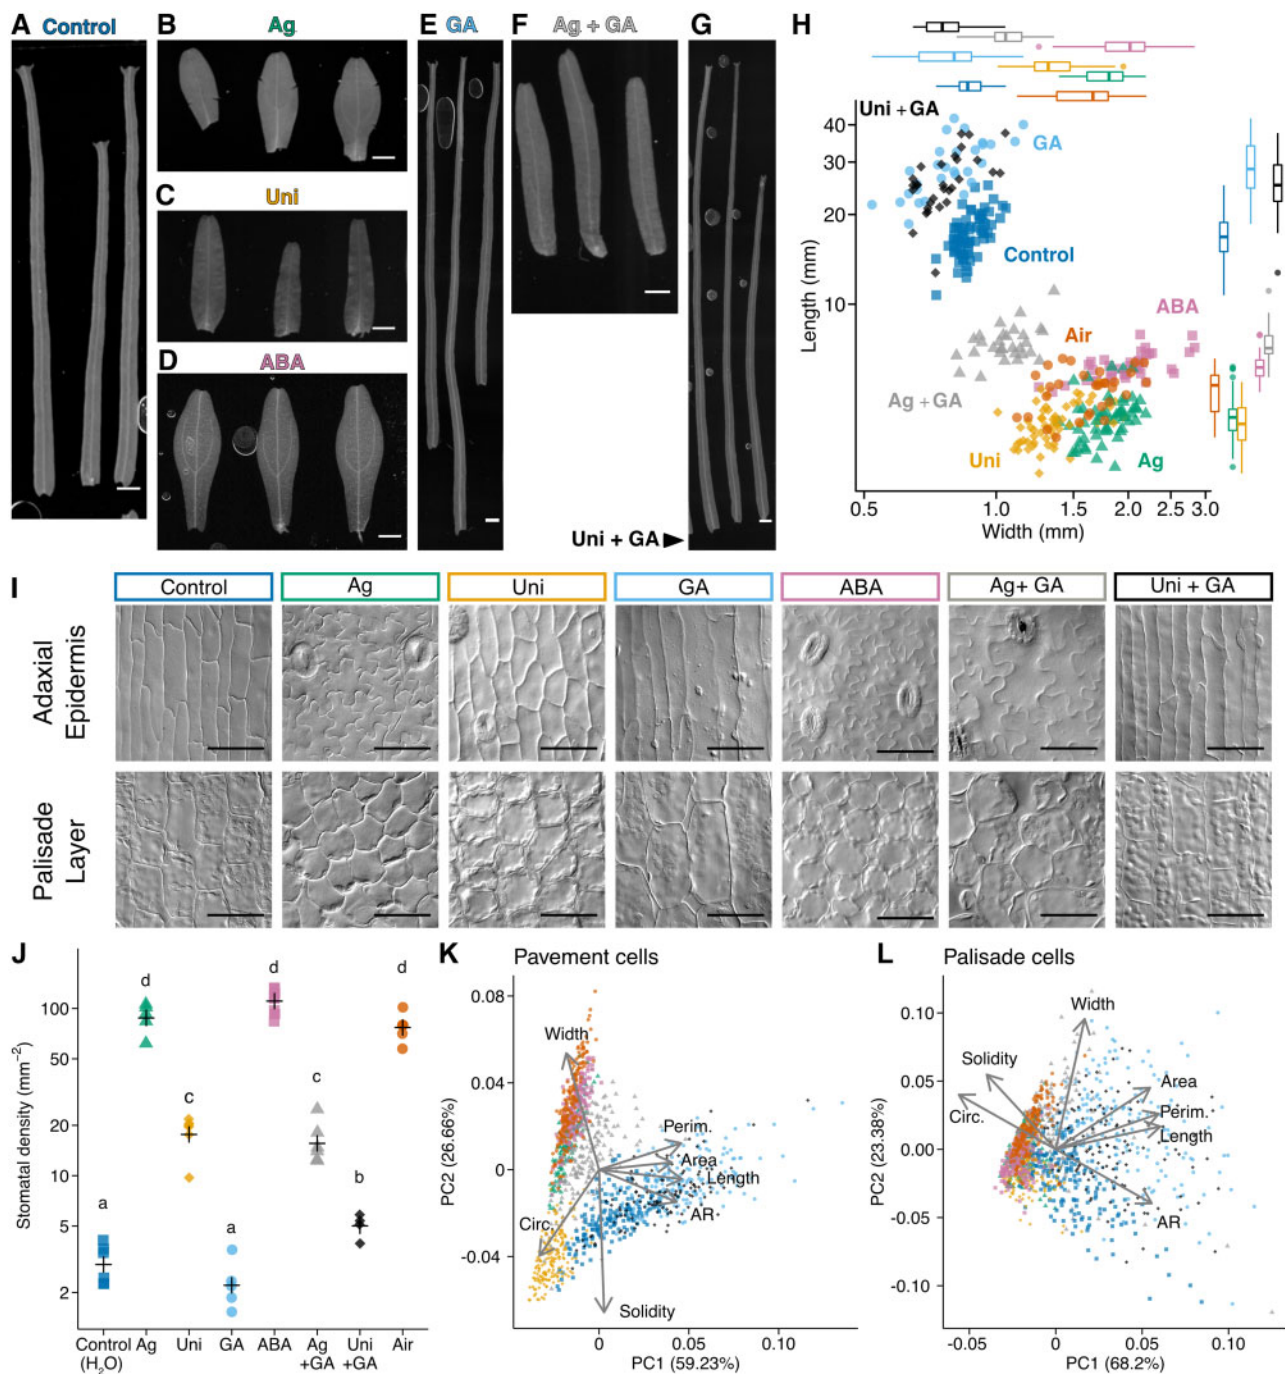 A Control
B Ag
C Uni
D ABA
E GA
F Ag + GA
G
Uni + GA
H
Uni + GA
GA
Control
ABA
Air
Ag + GA
Uni
Ag
Length (mm)
40
30
20
10
0.5 1.0 1.5 2.0 3.0
Width (mm)
I
Control Ag Uni GA ABA Ag+ GA Uni + GA
Adaxial
Epidermis
Palisade
Layer
J
Stomatal density (mm−2)
100
50
20
10
5
2
a d c a d c b d
Control
(H2O)
Ag
Uni
GA
ABA
Ag
+GA
Uni
+GA
Air
K Pavement cells
PC2 (26.66%)
0.08
0.04
0
-0.04
Width
Perim.
Area
Length
AR
Circ.
Solidity
0 0.05 0.10
PC1 (59.23%)
L Palisade cells
PC2 (23.38%)
0.10
0.05
0.00
-0.05
-0.10
Width
Solidity
Area
Circ.
Perim.
Length
AR
-0.05 0.00 0.05 0.10
PC1 (68.2%)